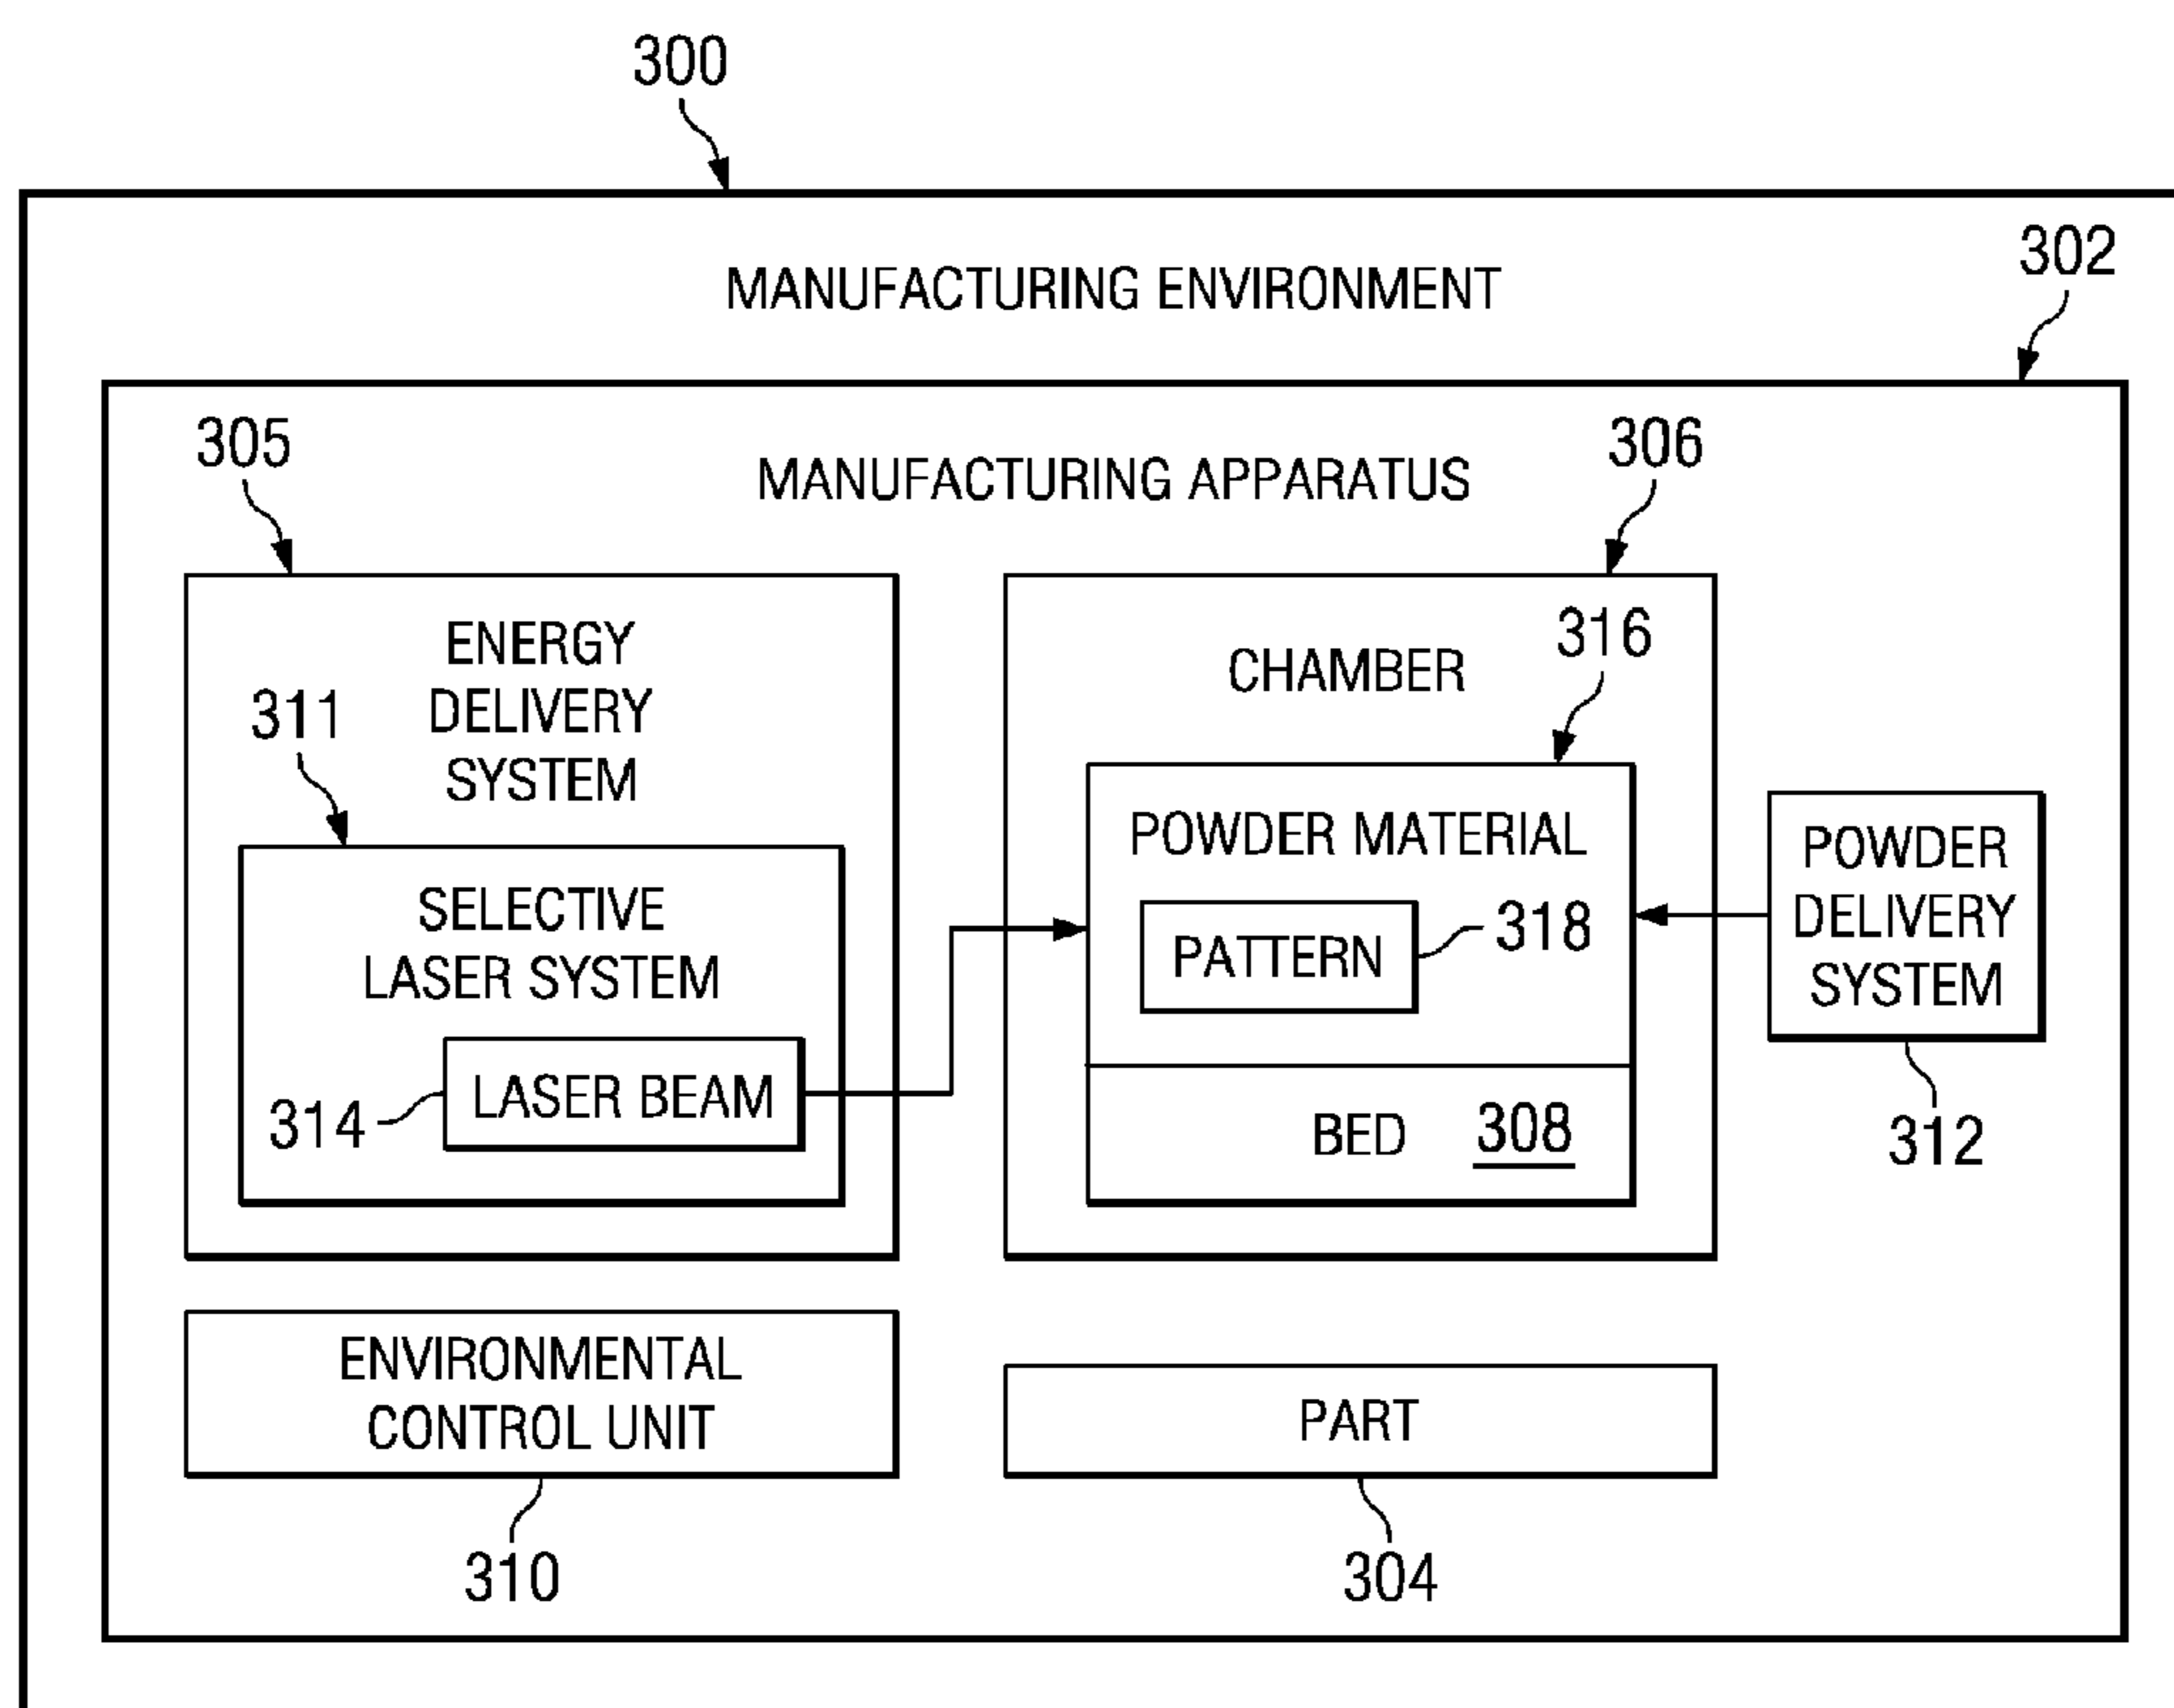 300
302
MANUFACTURING ENVIRONMENT
305
306
MANUFACTURING APPARATUS
ENERGY
DELIVERY
SYSTEM
311
SELECTIVE
LASER SYSTEM
314
LASER BEAM
316
CHAMBER
POWDER MATERIAL
PATTERN
318
BED 308
POWDER
DELIVERY
SYSTEM
312
ENVIRONMENTAL
CONTROL UNIT
310
PART
304